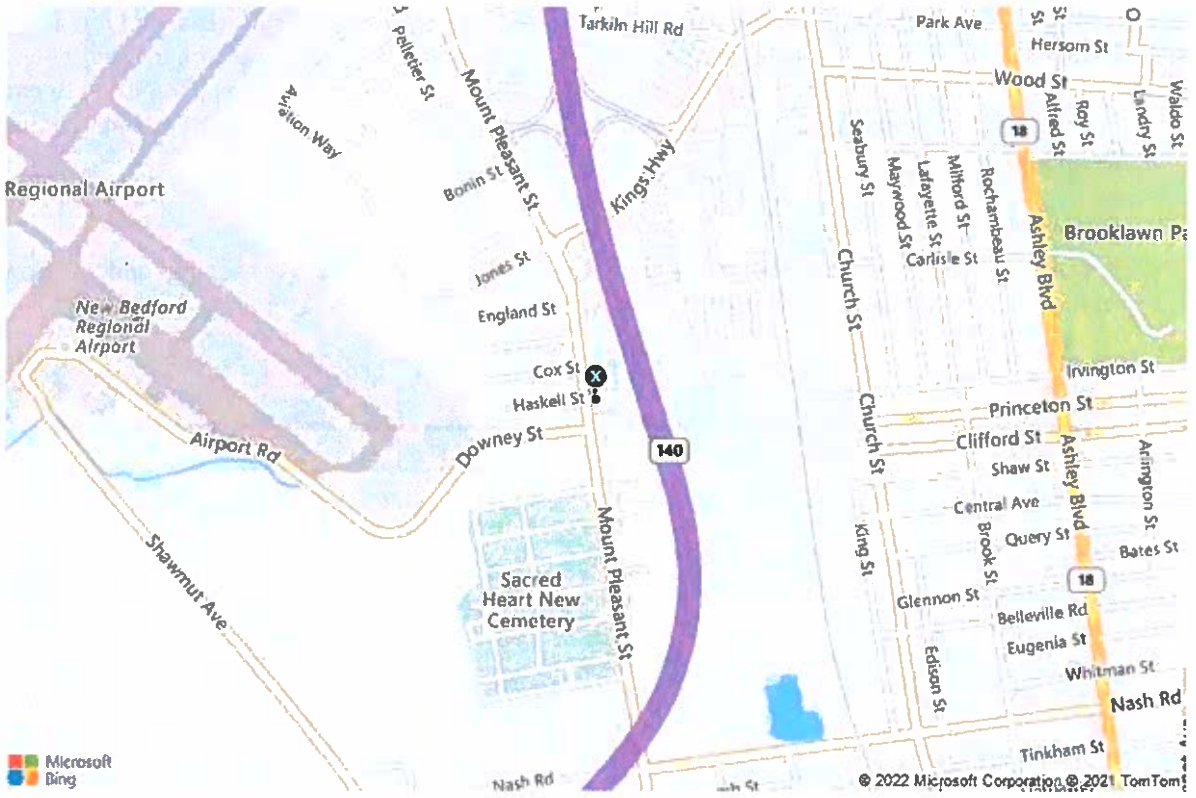 Tarkiln Hill Rd
Park Ave
St
St
Hersom St
Pelletier St
Mount Pleasant St
Wood St
Aviation Way
18
Alfred St
Roy St
Landry St
Waldo St
Kings Hwy
Bonin St
Seabury St
Maywood St
Lafayette St
Milford St
Rochambeau St
Regional Airport
Ashley Blvd
Brooklawn Pa
Carlisle St
Jones St
Church St
New Bedford
Regional
Airport
England St
Cox St
X
Irvington St
Haskell St
Princeton St
Church St
Downey St
Clifford St
Airport Rd
140
Shaw St
Ashley Blvd
Arlington St
Central Ave
Mount Pleasant St
King St
Brook St
Query St
Bates St
Shawmut Ave
Sacred
Heart New
Cemetery
18
Glennon St
Belleville Rd
Eugenia St
Edison St
Whitman St
Nash Rd
Tinkham St
Microsoft
Bing
Nash Rd
© 2022 Microsoft Corporation © 2021 TomTom